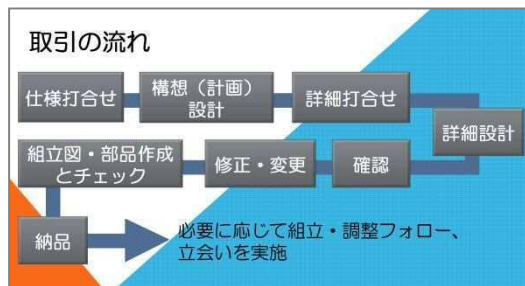 取引の流れ
仕様打合せ
構想（計画）
設計
詳細打合せ
詳細設計
確認
修正・変更
組立図・部品作成
とチェック
納品
必要に応じて組立・調整フォロー、
立会いを実施